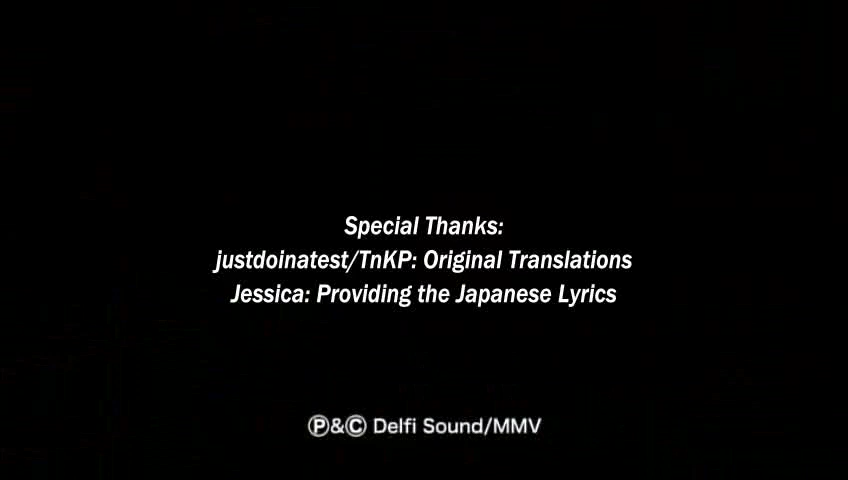 Special Thanks:
justdoinatest/TnKP: Original Translations
Jessica: Providing the Japanese Lyrics
Ⓟ&Ⓒ Delfi Sound/MMV